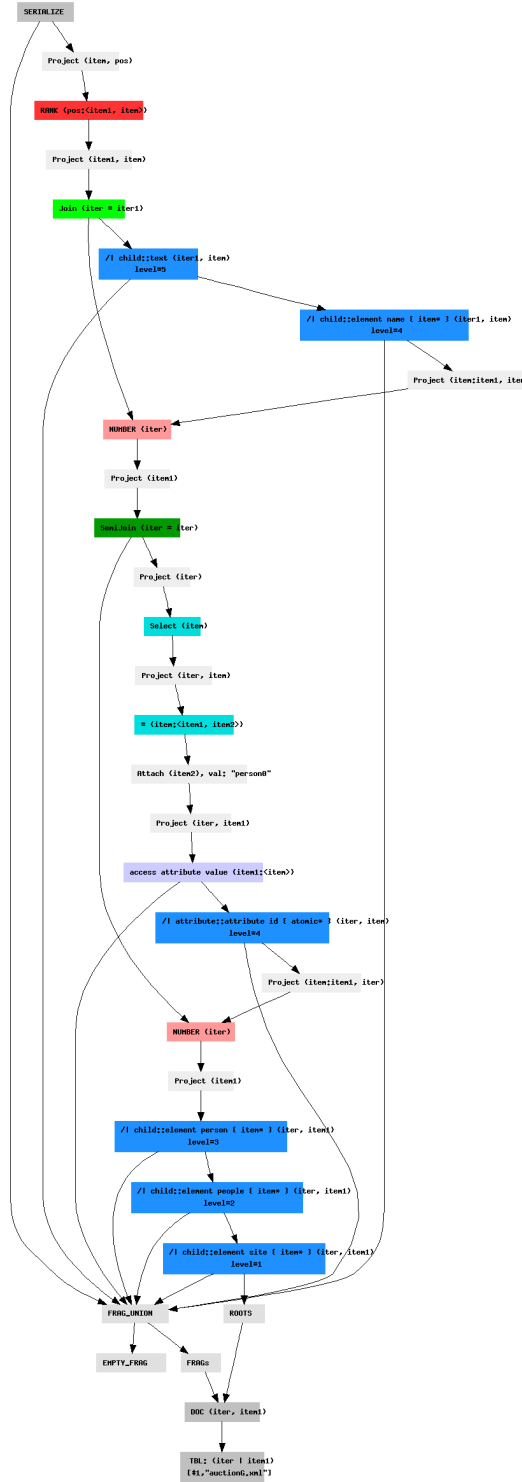 SERIALIZE
Project (item, pos)
RANK (pos:<item1, item>)
Project (item1, item)
Join (iter = iter1)
/| child::text (iter1, item)
level=5
/| child::element name { item* } (iter1, item)
level=4
Project (item:item1, iter
NUMBER (iter)
Project (item1)
SemiJoin (iter = iter)
Project (iter)
Select (item)
Project (iter, item)
= (item:<item1, item2>)
Attach (item2), val: "person0"
Project (iter, item1)
access attribute value (item1:<item>)
/| attribute::attribute id { atomic* } (iter, item)
level=4
Project (item:item1, iter)
NUMBER (iter)
Project (item1)
/| child::element person { item* } (iter, item1)
level=3
/| child::element people { item* } (iter, item1)
level=2
/| child::element site { item* } (iter, item1)
level=1
FRAG_UNION
ROOTS
EMPTY_FRAG
FRAGs
DOC (iter, item1)
TBL: (iter | item1)
[#1,"auctionG.xml"]